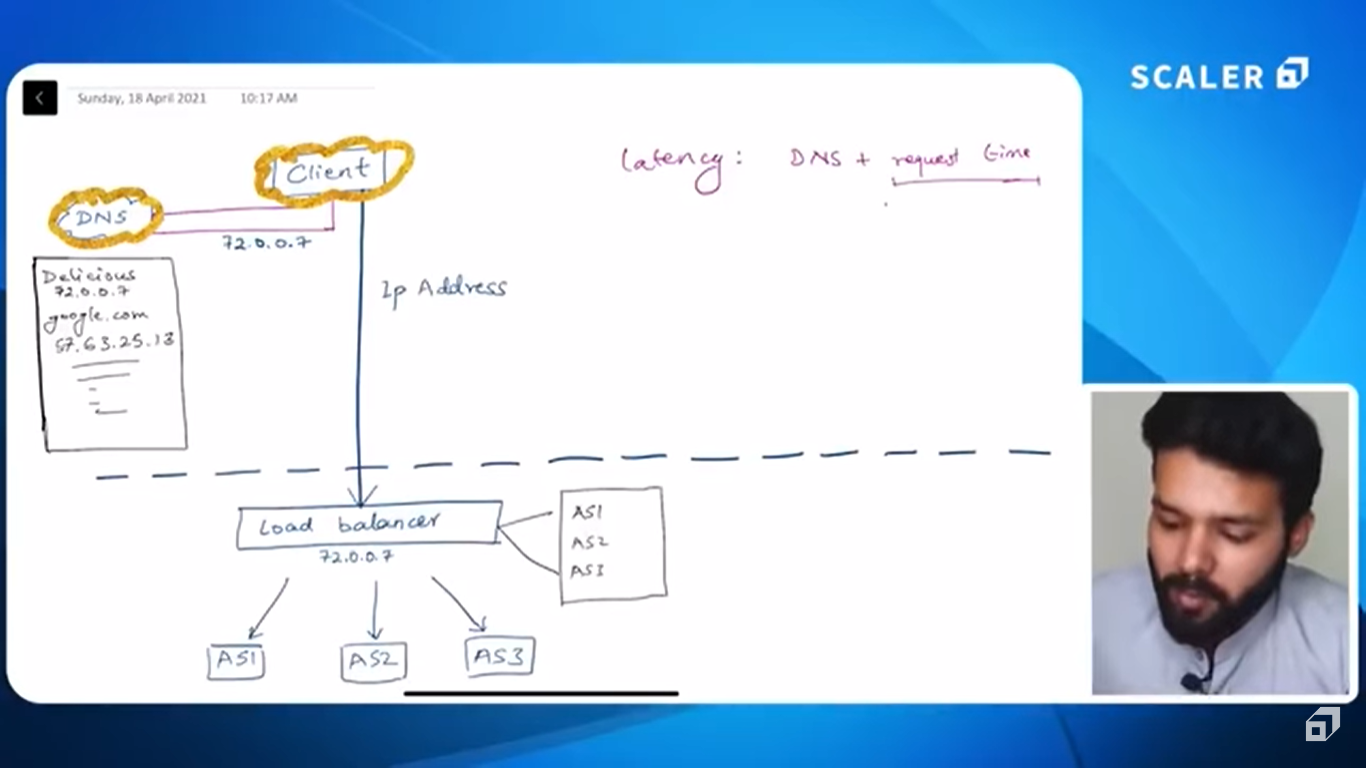 SCALER
Sunday, 18 April 2021 10:17 AM
Client
latency: DNS + request time
DNS
72.0.0.7
Delicious
72.0.0.7
google.com
57.63.25.13
Ip Address
Load balancer
72.0.0.7
AS1
AS2
AS3
AS1 AS2 AS3